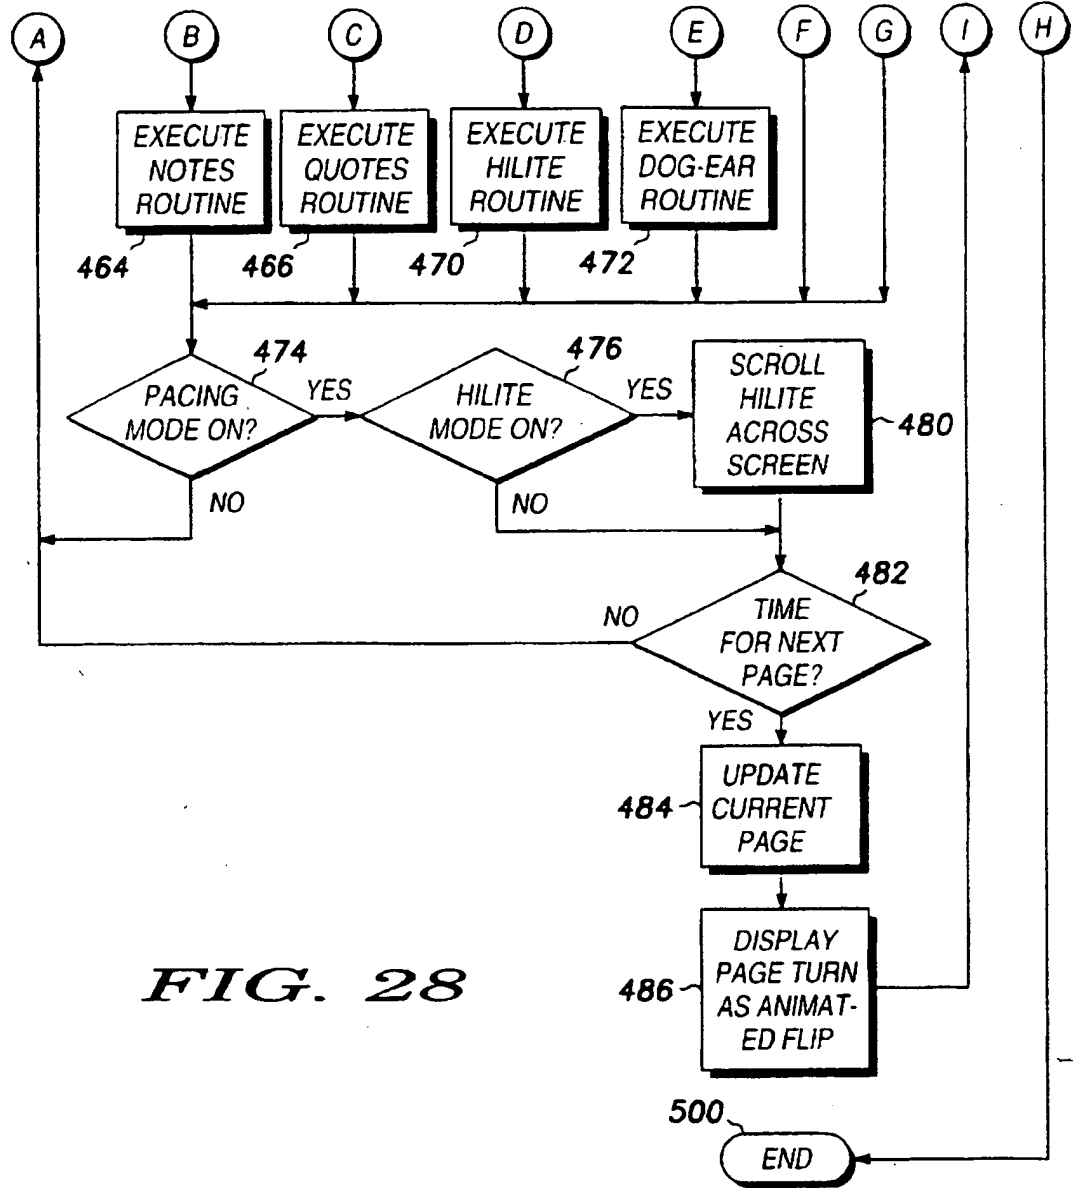 A B C D E F G I H
EXECUTE
NOTES
ROUTINE
EXECUTE
QUOTES
ROUTINE
EXECUTE
HILITE
ROUTINE
EXECUTE
DOG-EAR
ROUTINE
464
466
470
472
474
476
PACING
MODE ON?
YES
HILITE
MODE ON?
YES
SCROLL
HILITE
ACROSS
SCREEN
480
NO
NO
482
NO
TIME
FOR NEXT
PAGE?
YES
484
UPDATE
CURRENT
PAGE
486
DISPLAY
PAGE TURN
AS ANIMAT-
ED FLIP
FIG. 28
500
END